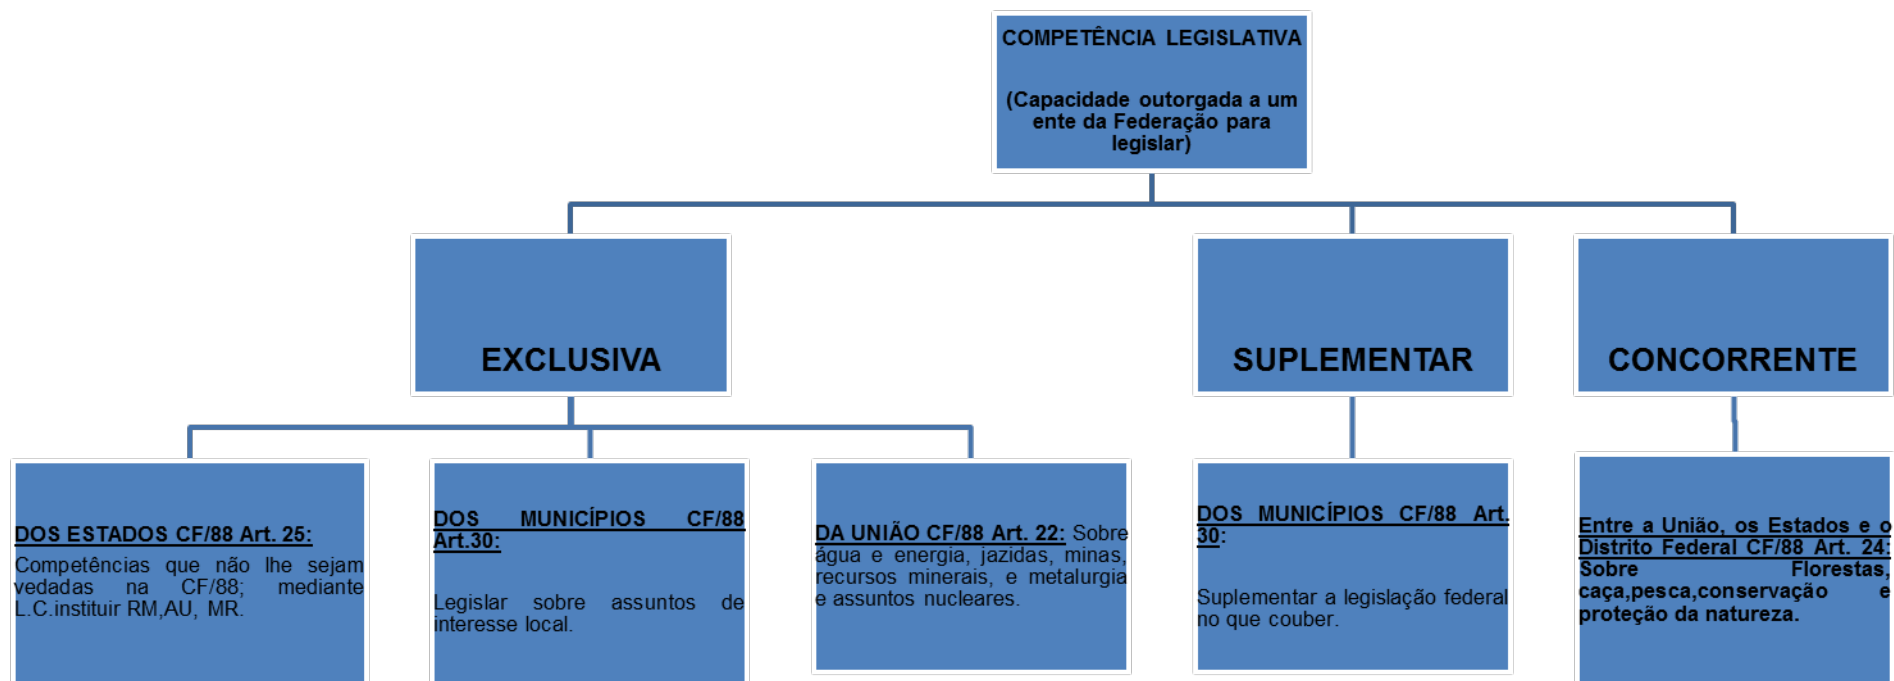 COMPETÊNCIA LEGISLATIVA
(Capacidade outorgada a um
ente da Federação para
legislar)
EXCLUSIVA
SUPLEMENTAR
CONCORRENTE
DOS ESTADOS CF/88 Art. 25:
Competências que não lhe sejam
vedadas na CF/88; mediante
L.C.instituir RM,AU, MR.
DOS MUNICÍPIOS CF/88
Art.30:
Legislar sobre assuntos de
interesse local.
DA UNIÃO CF/88 Art. 22: Sobre
água e energia, jazidas, minas,
recursos minerais, e metalurgia
e assuntos nucleares.
DOS MUNICÍPIOS CF/88 Art.
30:
Suplementar a legislação federal
no que couber.
Entre a União, os Estados e o
Distrito Federal CF/88 Art. 24:
Sobre Florestas,
caça,pesca,conservação e
proteção da natureza.